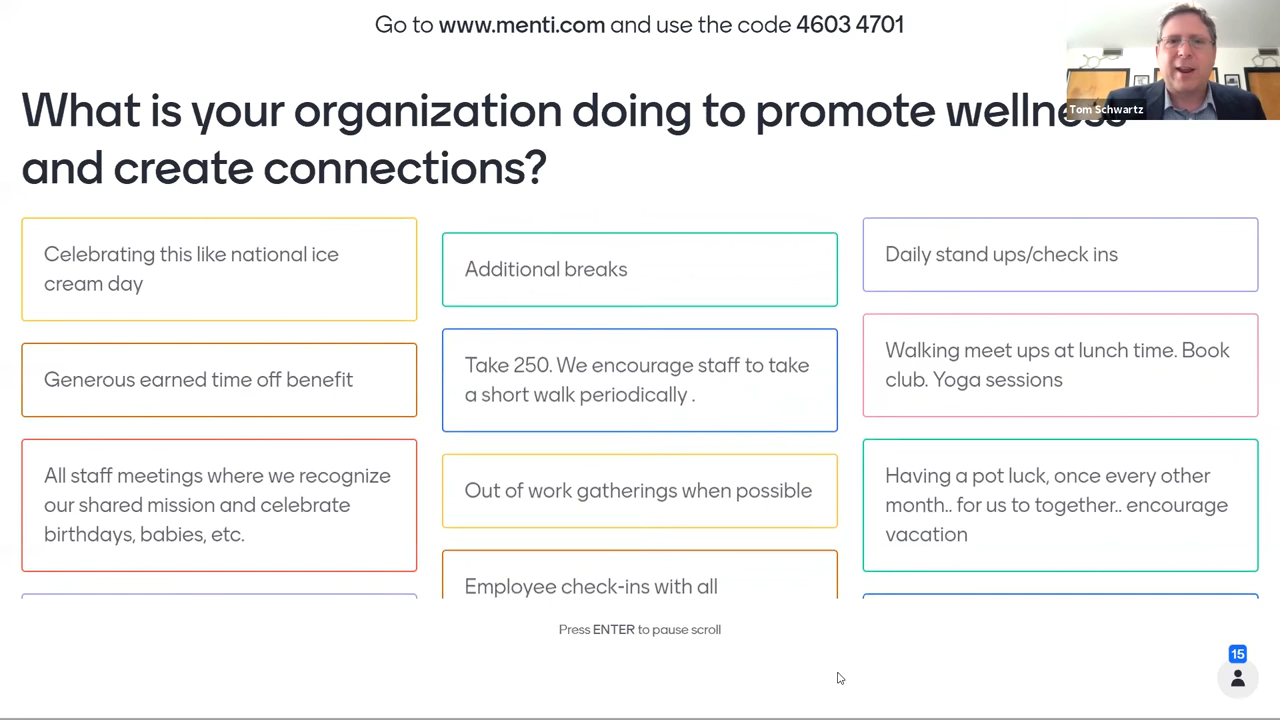 Go to www.menti.com and use the code 4603 4701
Tom Schwartz
What is your organization doing to promote wellness
and create connections?
Celebrating this like national ice
cream day
Generous earned time off benefit
All staff meetings where we recognize
our shared mission and celebrate
birthdays, babies, etc.
Additional breaks
Take 250. We encourage staff to take
a short walk periodically .
Out of work gatherings when possible
Employee check-ins with all
Daily stand ups/check ins
Walking meet ups at lunch time. Book
club. Yoga sessions
Having a pot luck, once every other
month.. for us to together.. encourage
vacation
Press ENTER to pause scroll
15